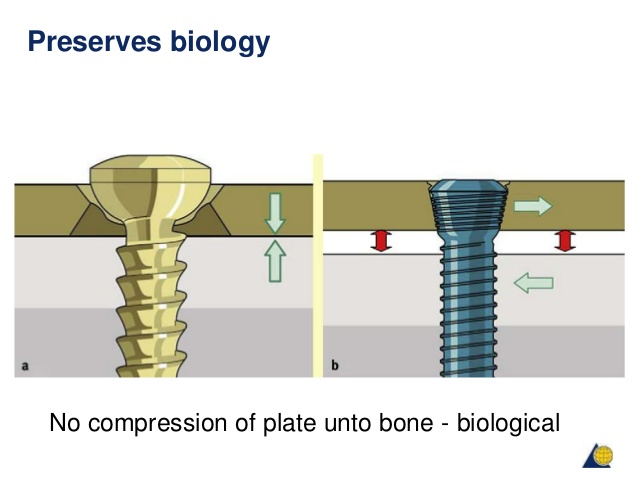 Preserves biology
a
b
No compression of plate unto bone - biological